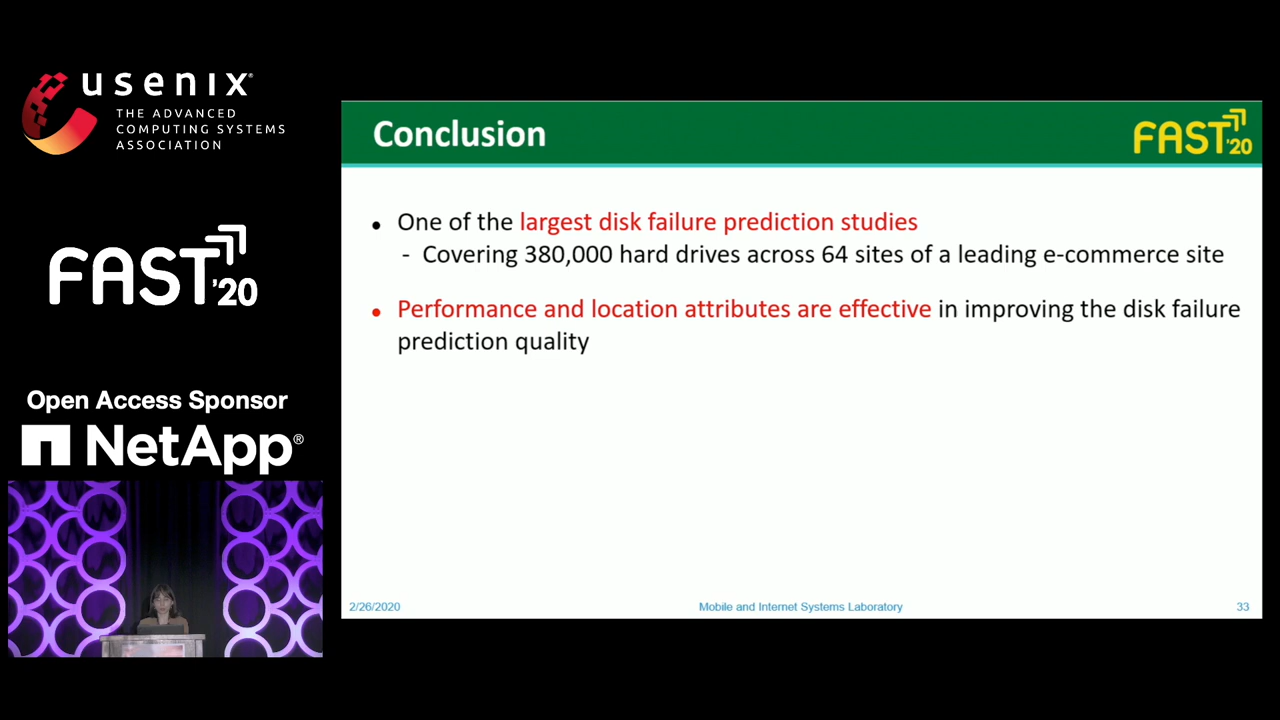 usenix®
THE ADVANCED
COMPUTING SYSTEMS
ASSOCIATION
FAST '20
Open Access Sponsor
NetApp®
Conclusion
FAST '20
• One of the largest disk failure prediction studies
- Covering 380,000 hard drives across 64 sites of a leading e-commerce site
• Performance and location attributes are effective in improving the disk failure
prediction quality
2/26/2020
Mobile and Internet Systems Laboratory
33